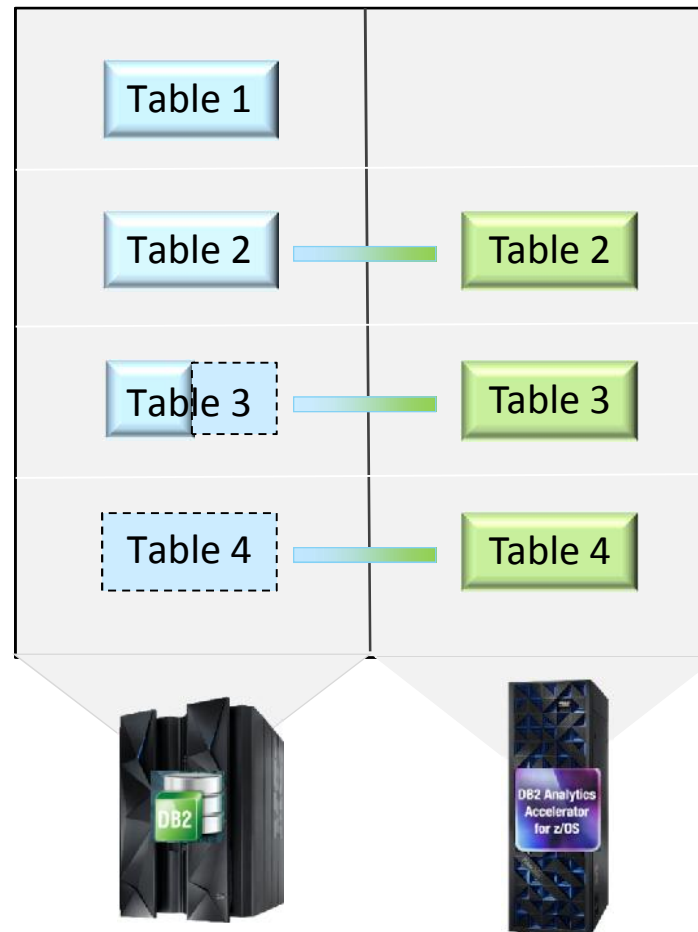 Table 1
Table 2
Table 2
Table 3
Table 3
Table 4
Table 4
DB2
DB2 Analytics
Accelerator
for z/OS